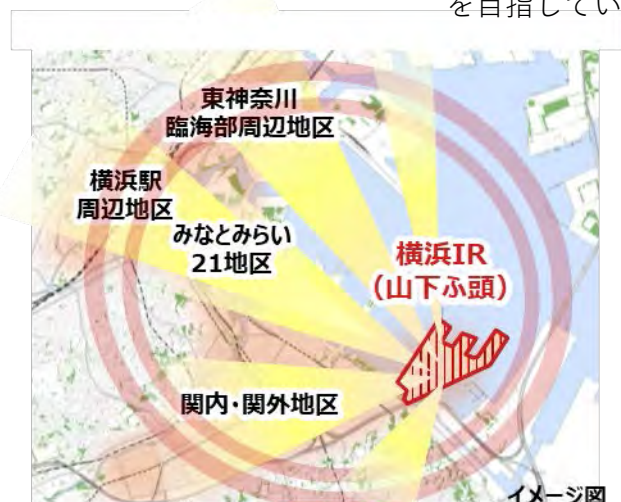 を目指してい
東神奈川
臨海部周辺地区
横浜駅
周辺地区
みなとみらい
21地区
横浜IR
（山下ふ頭）
関内・関外地区
イメージ図